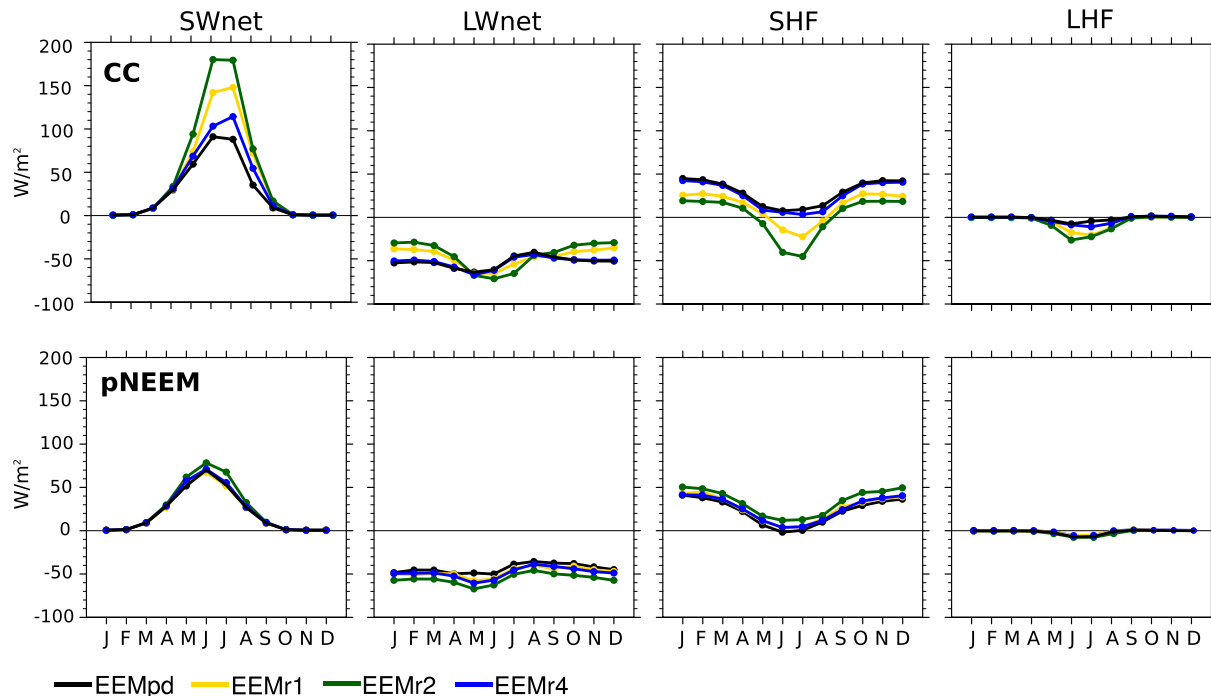 SWnet LWnet SHF LHF
CC
200
150
100
50
0
-50
-100
W/m²
pNEEM
200
150
100
50
0
-50
-100
W/m²
J F M A M J J A S O N D J F M A M J J A S O N D J F M A M J J A S O N D J F M A M J J A S O N D
EEMpd EEMr1 EEMr2 EEMr4